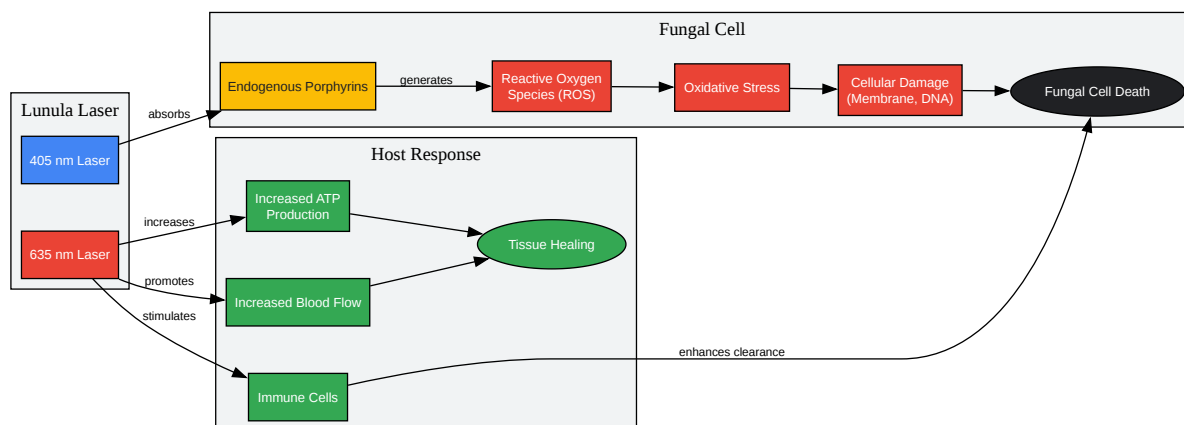 Fungal Cell
Endogenous Porphyrins
generates
Reactive Oxygen
Species (ROS)
Oxidative Stress
Cellular Damage
(Membrane, DNA)
Fungal Cell Death
Lunula Laser
absorbs
405 nm Laser
635 nm Laser
increases
promotes
stimulates
Host Response
Increased ATP
Production
Tissue Healing
Increased Blood Flow
Immune Cells
enhances clearance